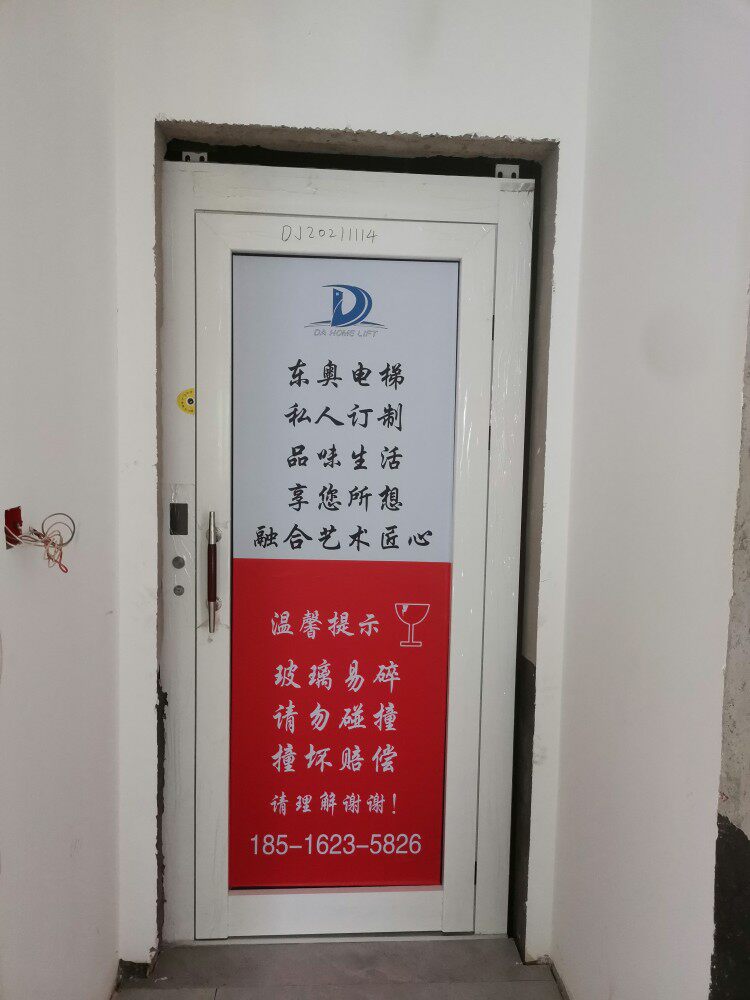 DJ20211114
DA HOME LIFT
东奥电梯
私人订制
品味生活
享您所想
融合艺术匠心
温馨提示
玻璃易碎
请勿碰撞
撞坏赔偿
请理解谢谢!
185-1623-5826